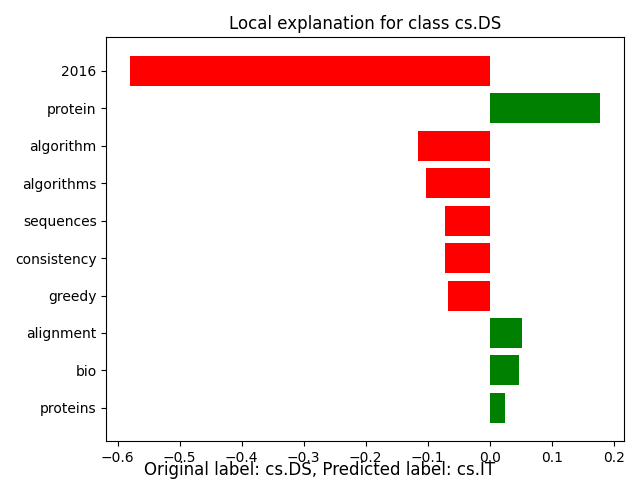 Local explanation for class cs.DS
2016
protein
algorithm
algorithms
sequences
consistency
greedy
alignment
bio
proteins
−0.6 −0.5 −0.4 −0.3 −0.2 −0.1 0.0 0.1 0.2
Original label: cs.DS, Predicted label: cs.IT